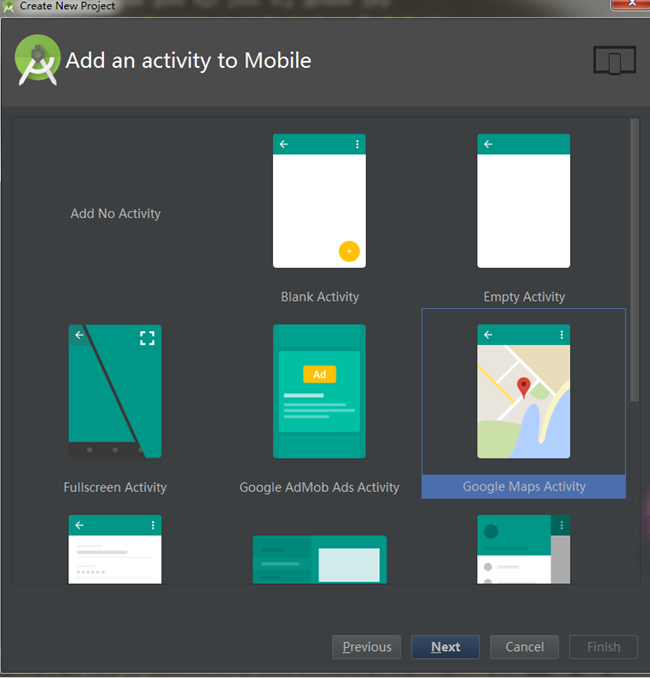 Create New Project
Add an activity to Mobile
Add No Activity
Blank Activity
Empty Activity
Ad
Fullscreen Activity
Google AdMob Ads Activity
Google Maps Activity
Previous
Next
Cancel
Finish